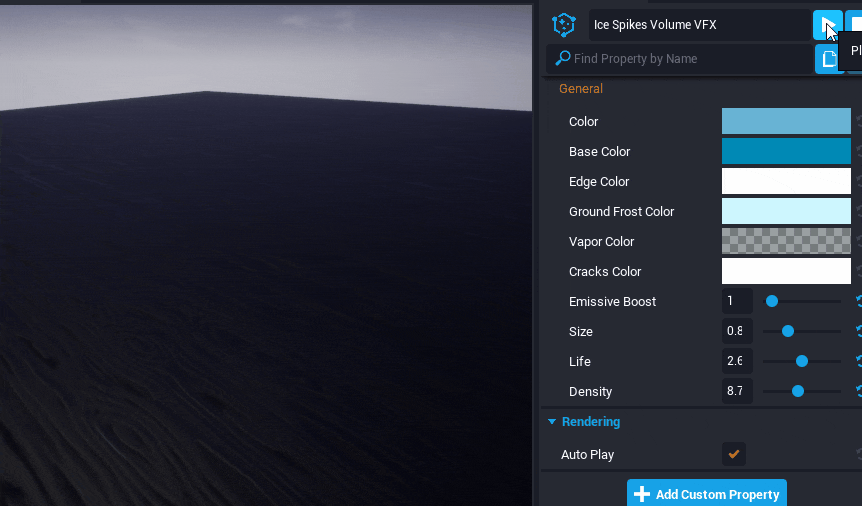 Ice Spikes Volume VFX
Pl
Find Property by Name
General
Color
Base Color
Edge Color
Ground Frost Color
Vapor Color
Cracks Color
Emissive Boost 1
Size 0.8
Life 2.6
Density 8.7
Rendering
Auto Play
Add Custom Property